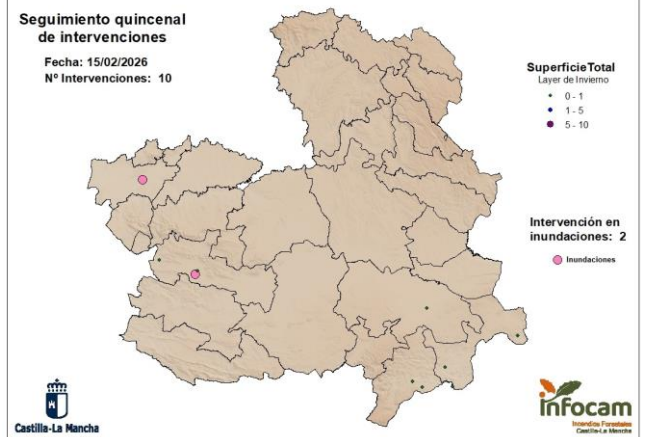 Seguimiento quincenal
de intervenciones
Fecha: 15/02/2026
Nº Intervenciones: 10
SuperficieTotal
Layer de Invierno
0 - 1
1 - 5
5 - 10
Intervención en
inundaciones: 2
Inundaciones
Castilla-La Mancha
infocam
Incendios Forestales
Castilla-La Mancha